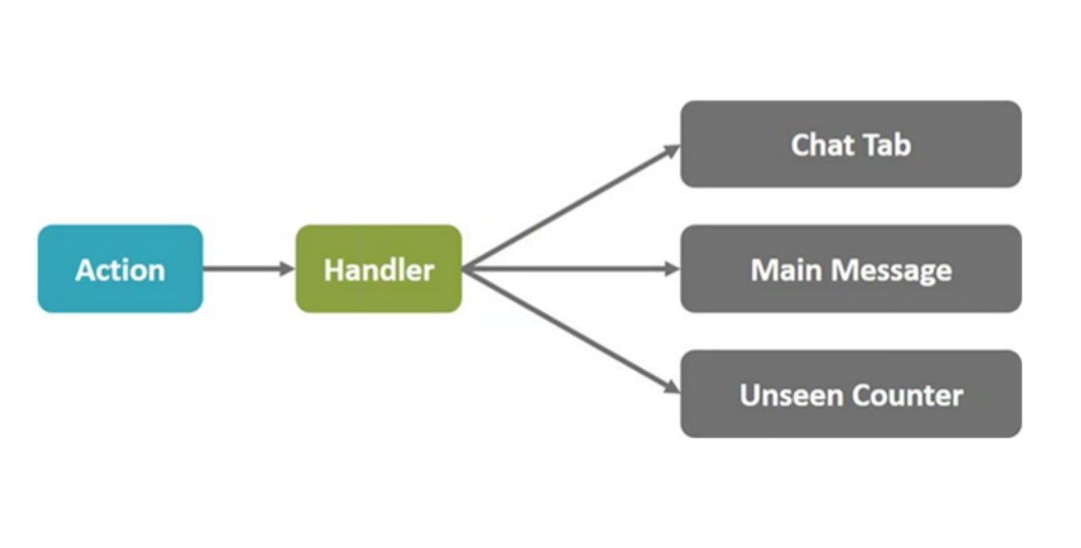 Action
Handler
Chat Tab
Main Message
Unseen Counter